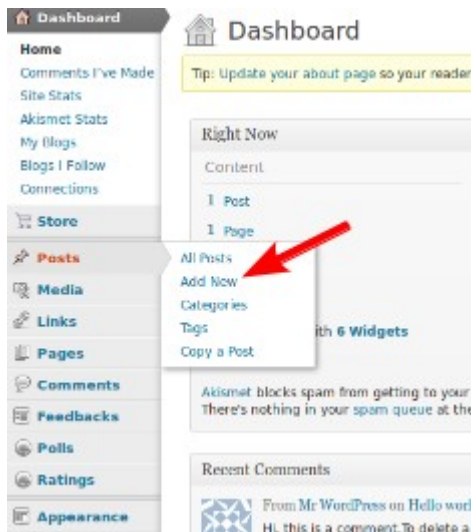 Dashboard
Home
Comments I've Made
Site Stats
Akismet Stats
My Blogs
Blogs I Follow
Connections
Store
Posts
Media
Links
Pages
Comments
Feedbacks
Polls
Ratings
Appearance
All Posts
Add New
Categories
Tags
Copy a Post
Dashboard
Tip: Update your about page so your reader
Right Now
Content
1 Post
1 Page
ith 6 Widgets
Akismet blocks spam from getting to your
There's nothing in your spam queue at the
Recent Comments
From Mr WordPress on Hello wor
Hi, this is a comment.To delete a